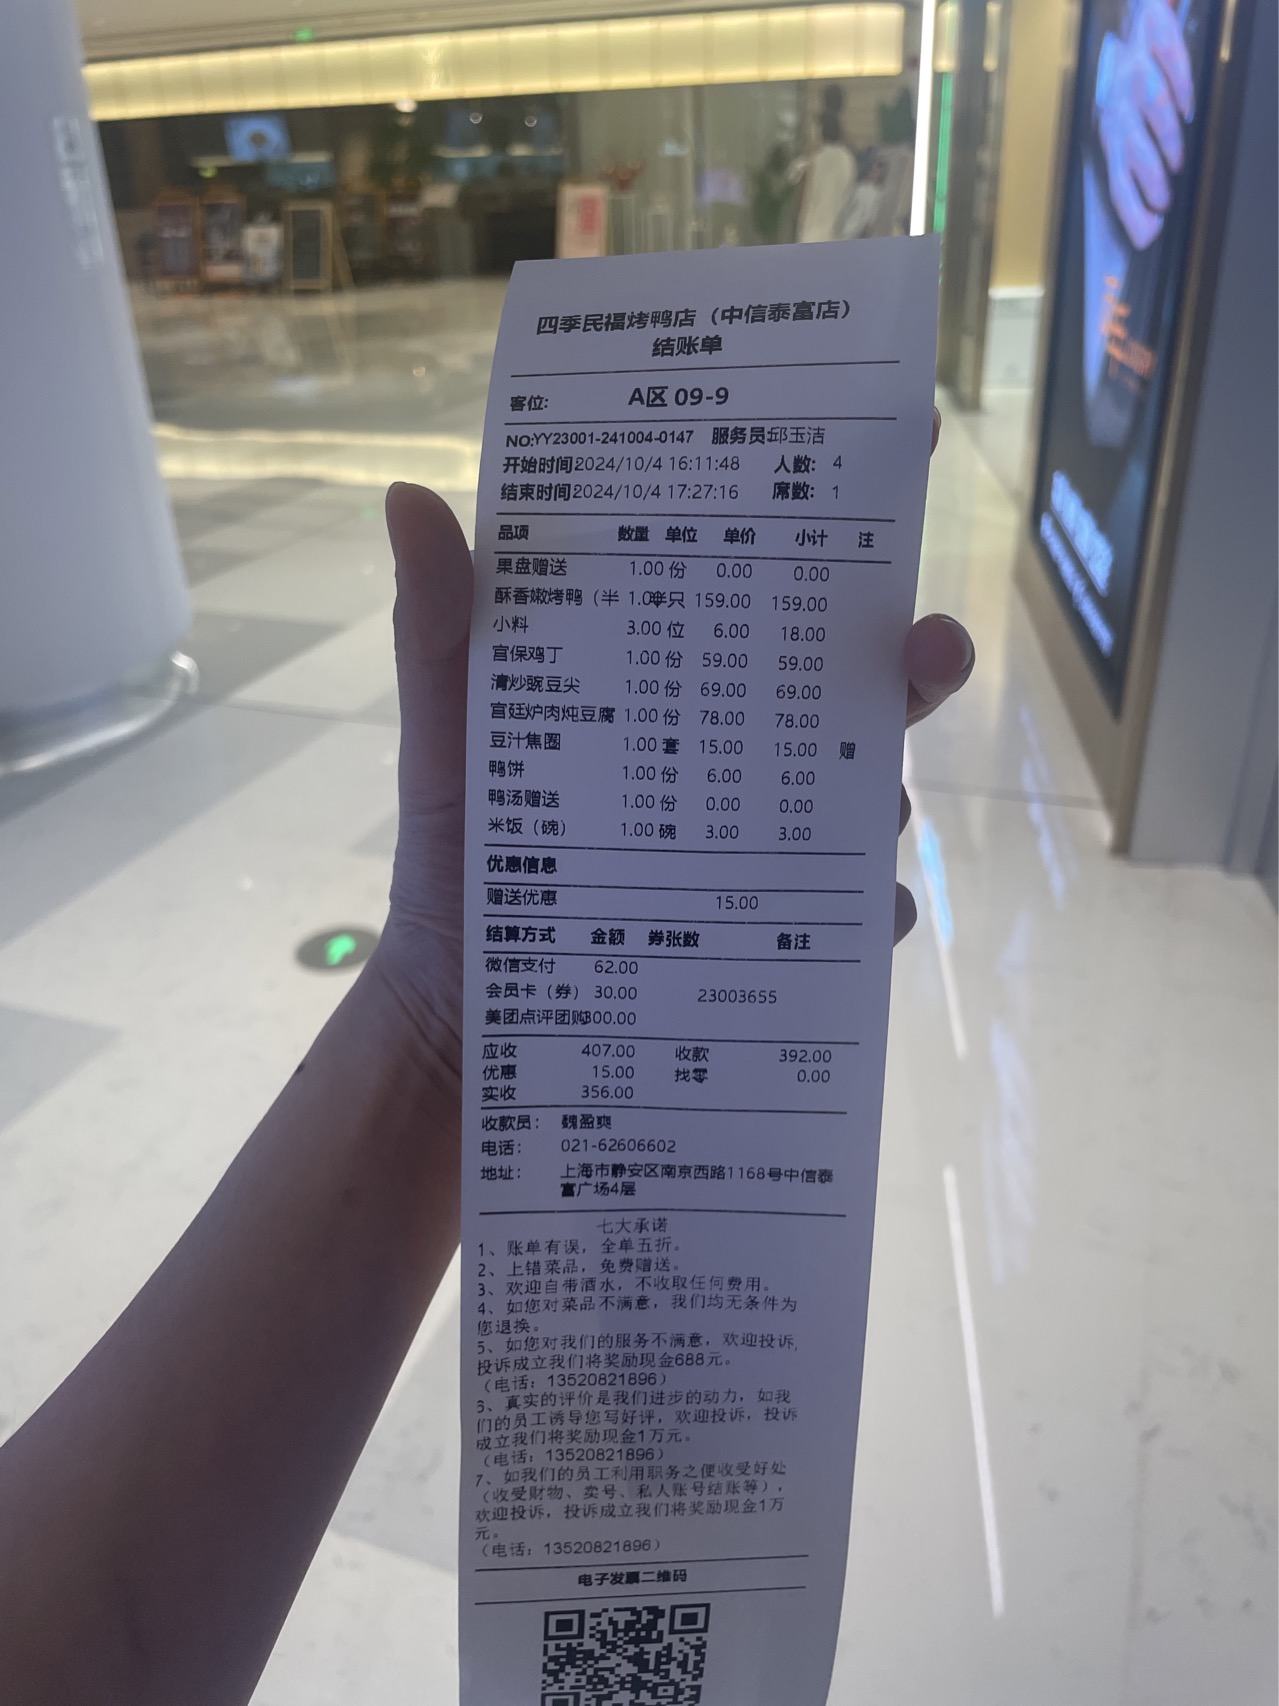 四季民福烤鸭店（中信泰富店）
结账单
客位： A区 09-9
NO:YY23001-241004-0147 服务员:邱玉洁
开始时间2024/10/4 16:11:48 人数： 4
结束时间2024/10/4 17:27:16 席数： 1
品项 数量 单位 单价 小计 注
果盘赠送 1.00 份 0.00 0.00
酥香嫩烤鸭（半 1.00半只 159.00 159.00
小料 3.00 位 6.00 18.00
宫保鸡丁 1.00 份 59.00 59.00
清炒豌豆尖 1.00 份 69.00 69.00
宫廷炉肉炖豆腐 1.00 份 78.00 78.00
豆汁焦圈 1.00 套 15.00 15.00 赠
鸭饼 1.00 份 6.00 6.00
鸭汤赠送 1.00 份 0.00 0.00
米饭（碗） 1.00 碗 3.00 3.00
优惠信息
赠送优惠 15.00
结算方式 金额 券张数 备注
微信支付 62.00
会员卡（券） 30.00 23003655
美团点评团购300.00
应收 407.00 收款 392.00
优惠 15.00 找零 0.00
实收 356.00
收款员： 魏盈爽
电话： 021-62606602
地址： 上海市静安区南京西路1168号中信泰
富广场4层
七大承诺
1、账单有误，全单五折。
2、上错菜品，免费赠送。
3、欢迎自带酒水，不收取任何费用。
4、如您对菜品不满意，我们均无条件为
您退换。
5、如您对我们的服务不满意，欢迎投诉，
投诉成立我们将奖励现金688元。
（电话：13520821896）
6、真实的评价是我们进步的动力，如我
们的员工诱导您写好评，欢迎投诉，投诉
成立我们将奖励现金1万元。
（电话：13520821896）
7、如我们的员工利用职务之便收受好处
（收受财物、卖号、私人账号结账等），
欢迎投诉，投诉成立我们将奖励现金1万
元。
（电话：13520821896）
电子发票二维码